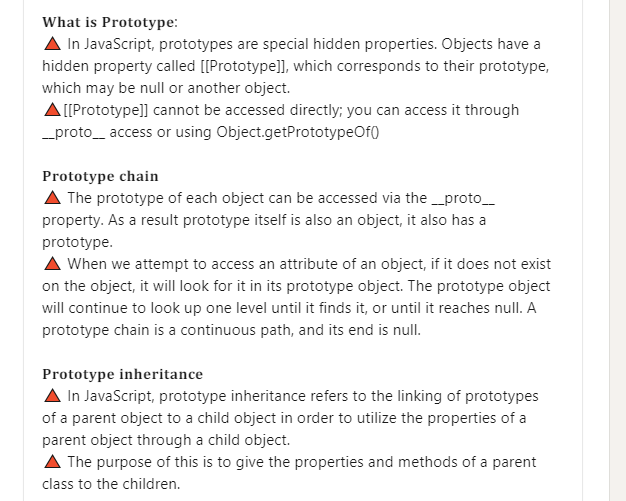 What is Prototype:
🔺 In JavaScript, prototypes are special hidden properties. Objects have a
hidden property called [[Prototype]], which corresponds to their prototype,
which may be null or another object.
🔺[[Prototype]] cannot be accessed directly; you can access it through
__proto__ access or using Object.getPrototypeOf()
Prototype chain
🔺 The prototype of each object can be accessed via the __proto__
property. As a result prototype itself is also an object, it also has a
prototype.
🔺 When we attempt to access an attribute of an object, if it does not exist
on the object, it will look for it in its prototype object. The prototype object
will continue to look up one level until it finds it, or until it reaches null. A
prototype chain is a continuous path, and its end is null.
Prototype inheritance
🔺 In JavaScript, prototype inheritance refers to the linking of prototypes
of a parent object to a child object in order to utilize the properties of a
parent object through a child object.
🔺 The purpose of this is to give the properties and methods of a parent
class to the children.